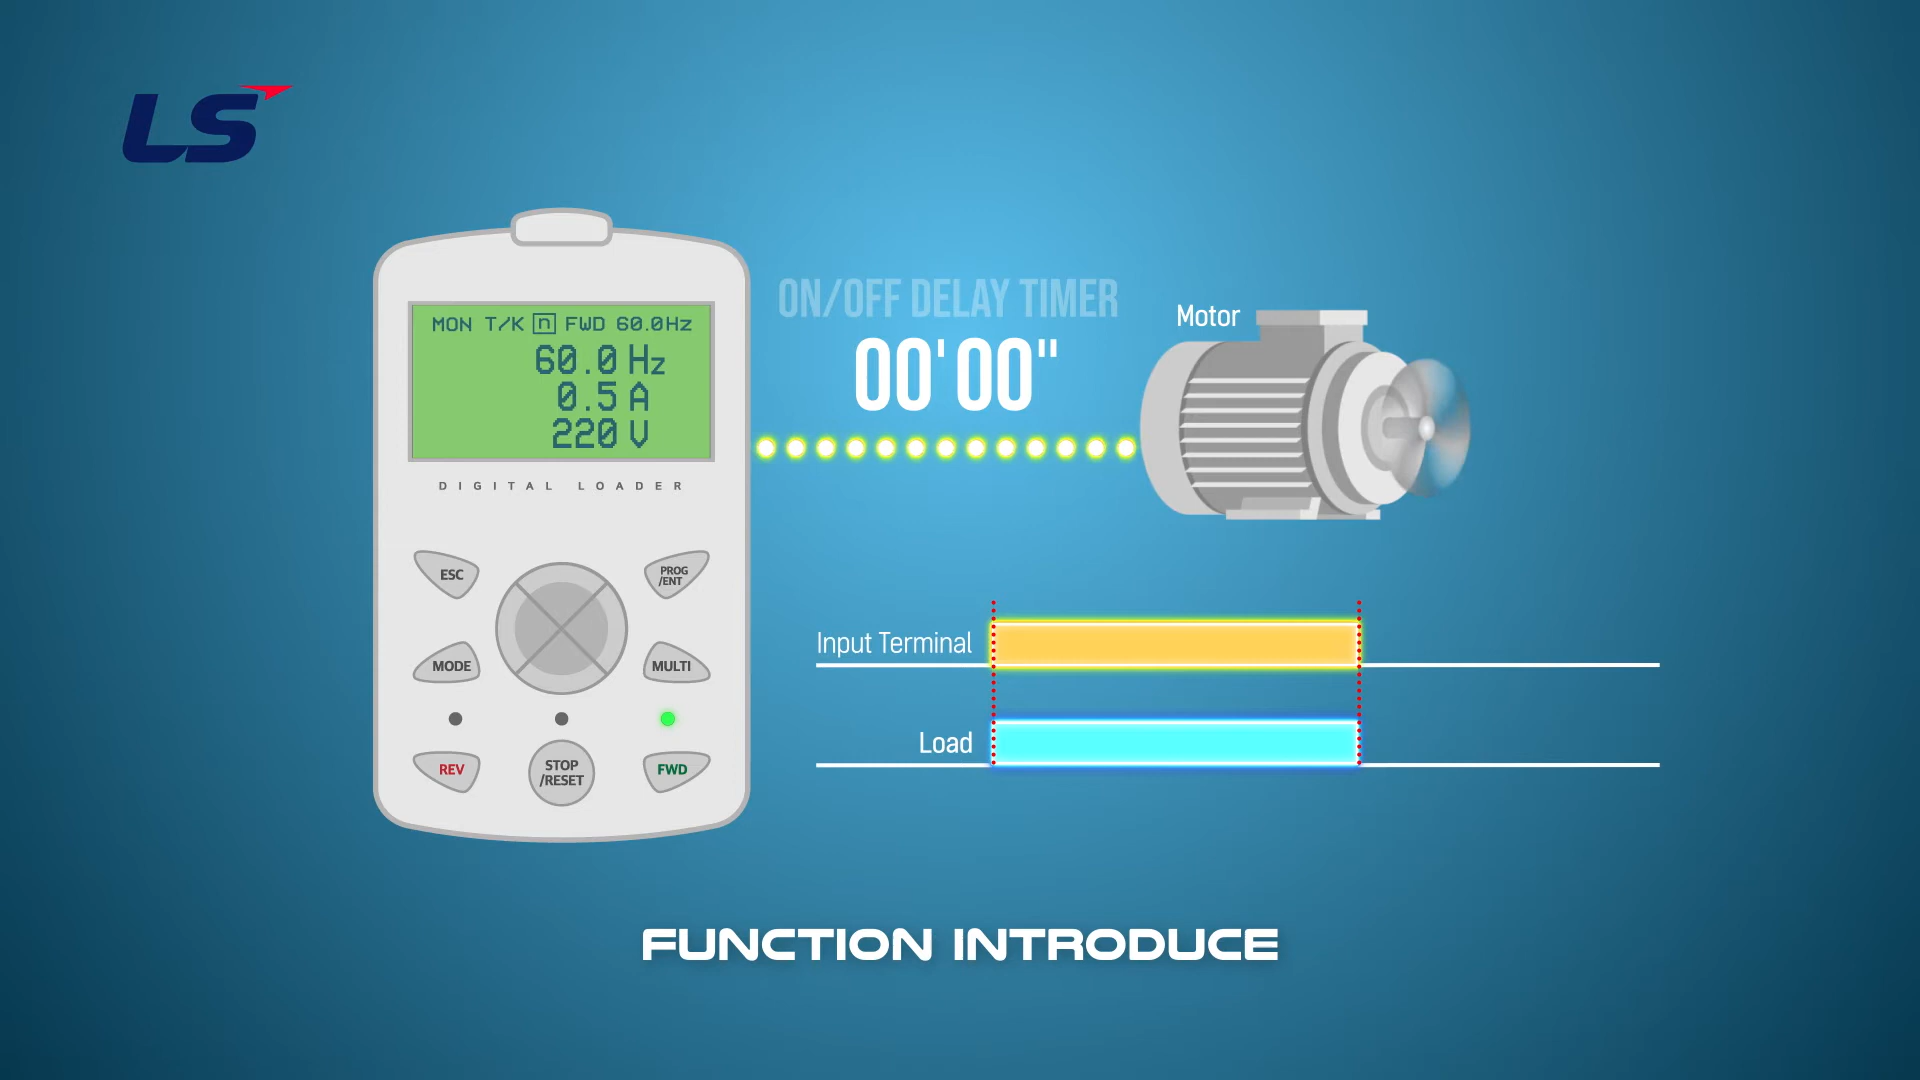 LS
MON T/K n FWD 60.0Hz
60.0 Hz
0.5 A
220 V
DIGITAL LOADER
ESC
PROG
/ENT
MODE
MULTI
REV
STOP
/RESET
FWD
ON/OFF DELAY TIMER
00'00"
Motor
Input Terminal
Load
FUNCTION INTRODUCE